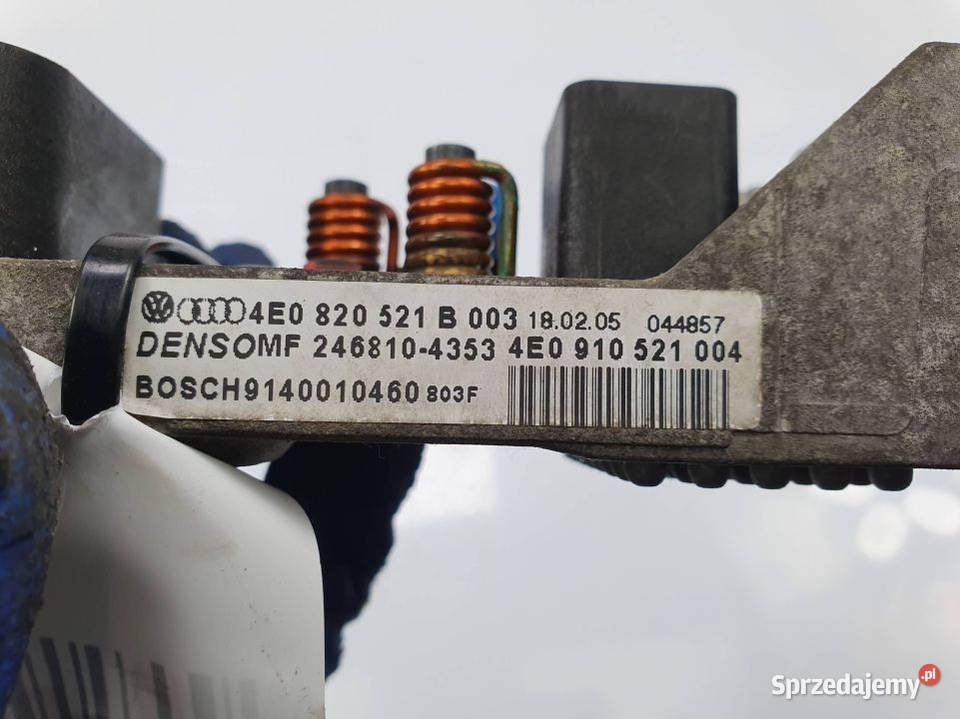 4E0 820 521 B 003 18.02.05 044857
DENSO MF 246810-4353 4E0 910 521 004
BOSCH 9140010460 803F
Sprzedajemy.pl